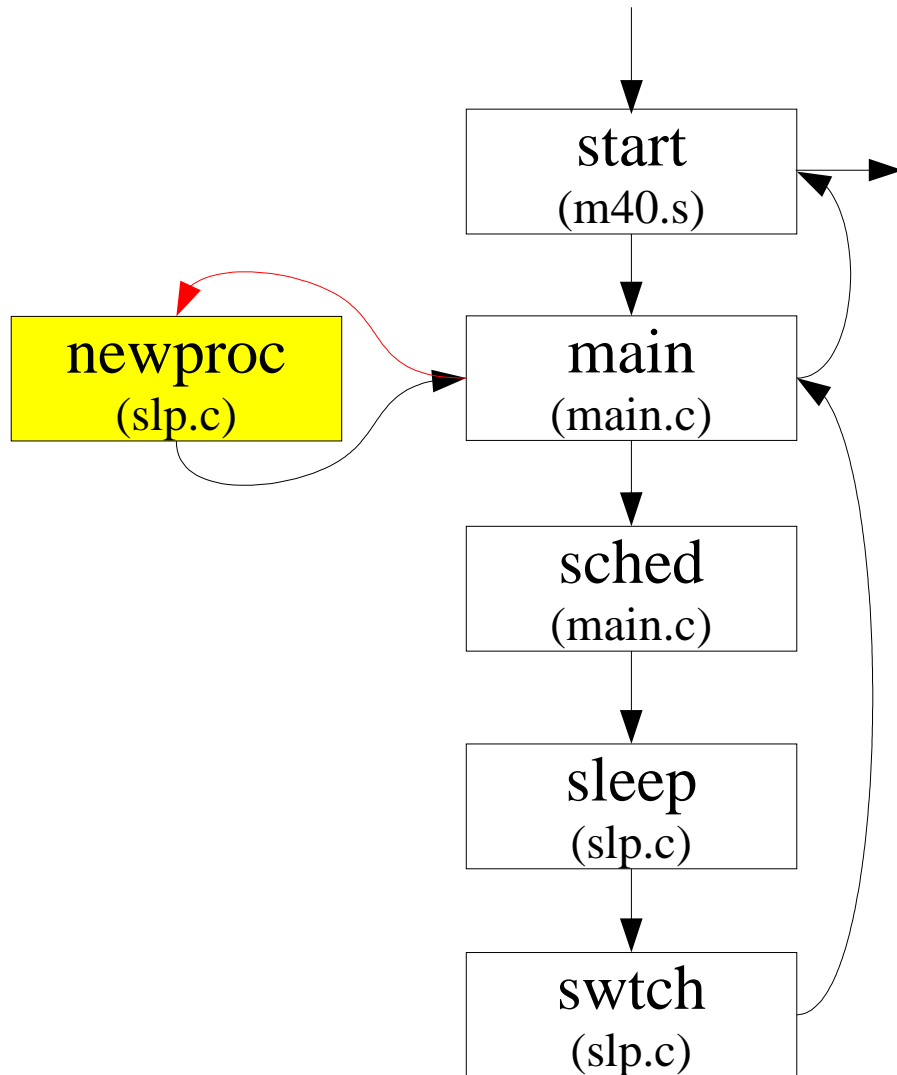 start
(m40.s)
newproc
(slp.c)
main
(main.c)
sched
(main.c)
sleep
(slp.c)
swtch
(slp.c)